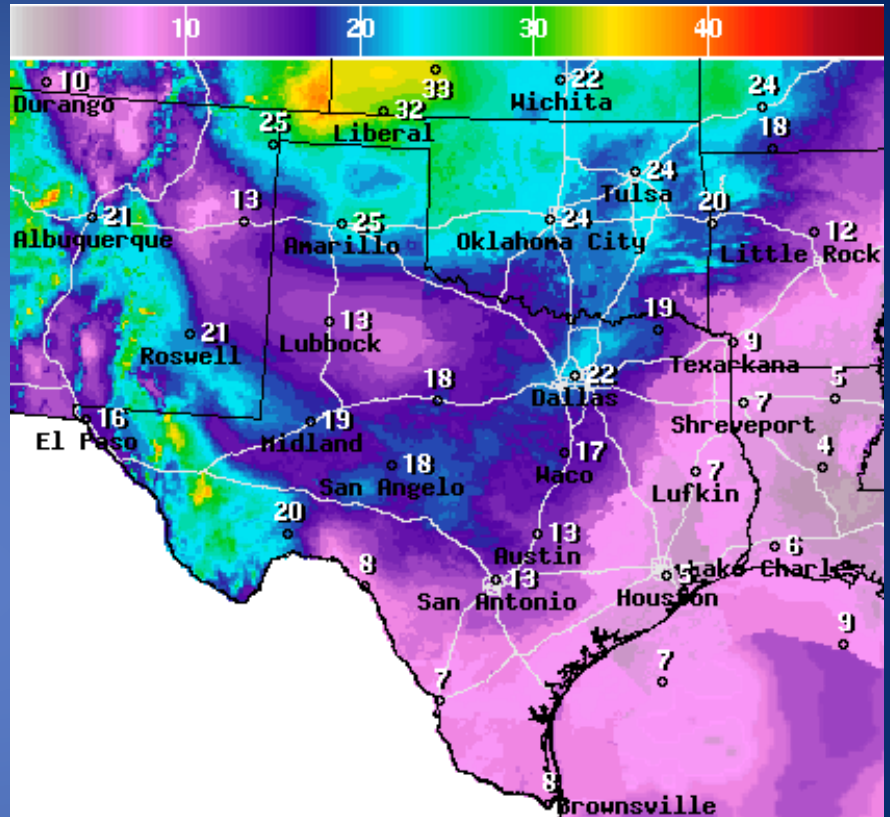 10 20 30 40
10
Durango
33
32
Liberal
22
Wichita
24
25
18
24
Tulsa
21
Albuquerque
13
25
Amarillo
24
Oklahoma City
20
12
Little Rock
21
Roswell
13
Lubbock
19
9
Texarkana
22
Dallas
18
5
7
Shreveport
16
El Paso
19
Midland
18
San Angelo
17
Waco
7
Lufkin
4
20
13
Austin
6
Lake Charles
8
13
San Antonio
5
Houston
9
7
7
8
Brownsville